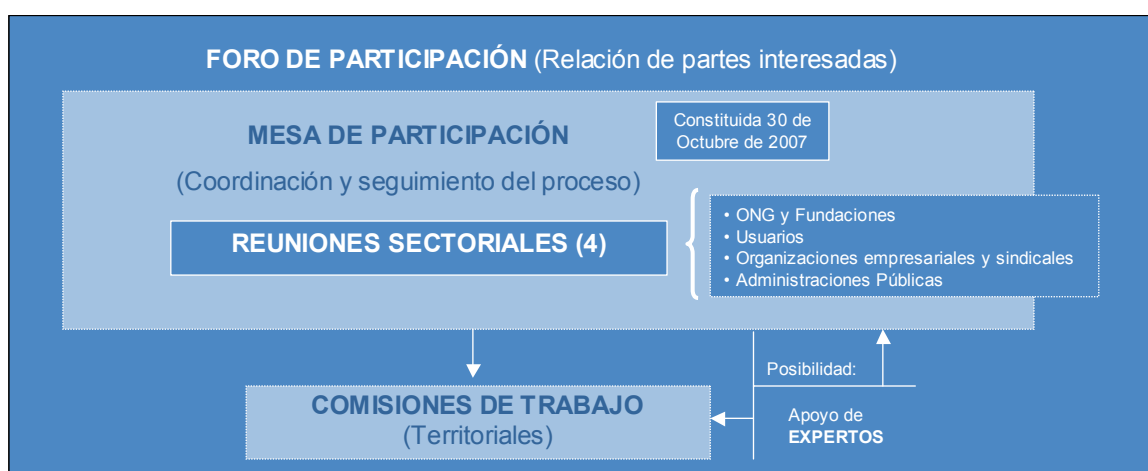 FORO DE PARTICIPACIÓN (Relación de partes interesadas)
MESA DE PARTICIPACIÓN
Constituida 30 de
Octubre de 2007
(Coordinación y seguimiento del proceso)
REUNIONES SECTORIALES (4)
• ONG y Fundaciones
• Usuarios
• Organizaciones empresariales y sindicales
• Administraciones Públicas
Posibilidad:
COMISIONES DE TRABAJO
(Territoriales)
Apoyo de
EXPERTOS